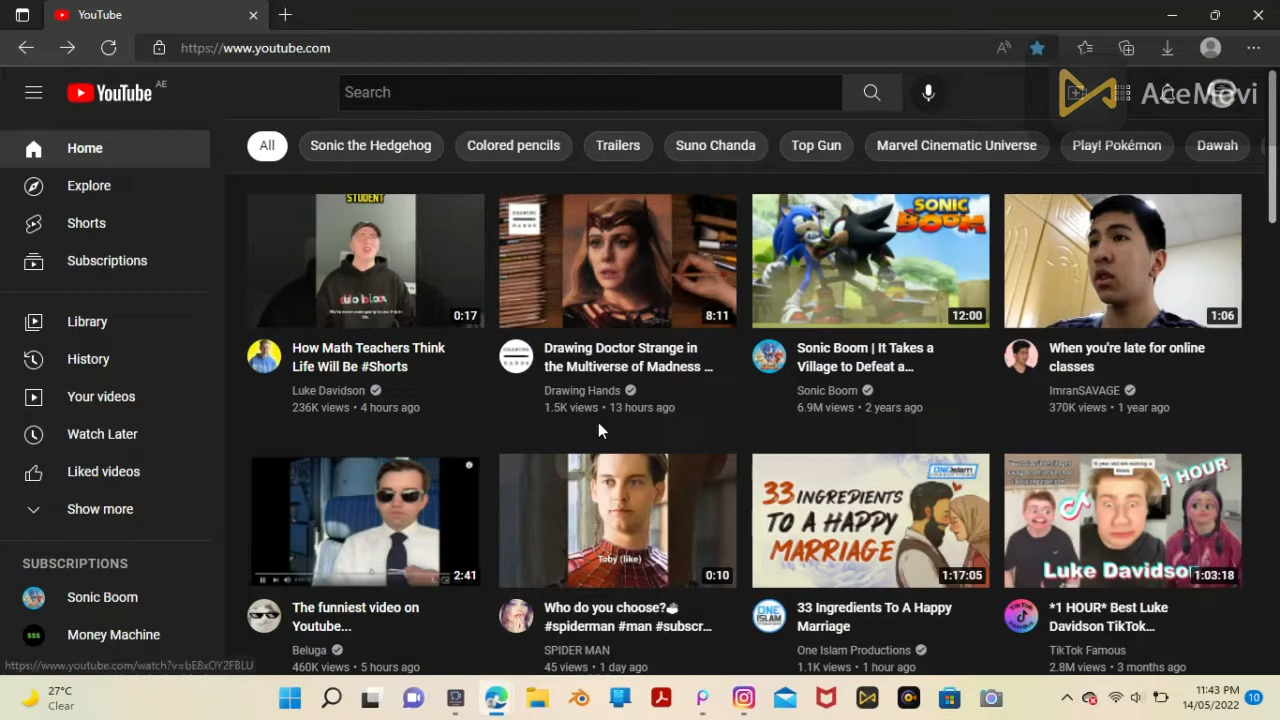 YouTube
https://www.youtube.com
YouTube AE
Search
AceMovi
Home
Explore
Shorts
Subscriptions
Library
History
Your videos
Watch Later
Liked videos
Show more
SUBSCRIPTIONS
Sonic Boom
Money Machine
All
Sonic the Hedgehog
Colored pencils
Trailers
Suno Chanda
Top Gun
Marvel Cinematic Universe
Play! Pokémon
Dawah
STUDENT
0:17
How Math Teachers Think
Life Will Be #Shorts
Luke Davidson
236K views • 4 hours ago
DRAWING
HANDS
8:11
Drawing Doctor Strange in
the Multiverse of Madness ...
Drawing Hands
1.5K views • 13 hours ago
SONIC
BOOM
12:00
Sonic Boom | It Takes a
Village to Defeat a...
Sonic Boom
6.9M views • 2 years ago
1:06
When you're late for online
classes
ImranSAVAGE
370K views • 1 year ago
2:41
The funniest video on
Youtube...
Beluga
460K views • 5 hours ago
Toby (like)
0:10
Who do you choose?☕
#spiderman #man #subscr...
SPIDER MAN
45 views • 1 day ago
ONEISLAM
33 INGREDIENTS
TO A HAPPY
MARRIAGE
1:17:05
33 Ingredients To A Happy
Marriage
One Islam Productions
1.1K views • 1 hour ago
1 HOUR
Luke Davidson
1:03:18
*1 HOUR* Best Luke
Davidson TikTok...
TikTok Famous
2.8M views • 3 months ago
https://www.youtube.com/watch?v=bE8xOY2FBLU
27°C
Clear
11:43 PM
14/05/2022
10